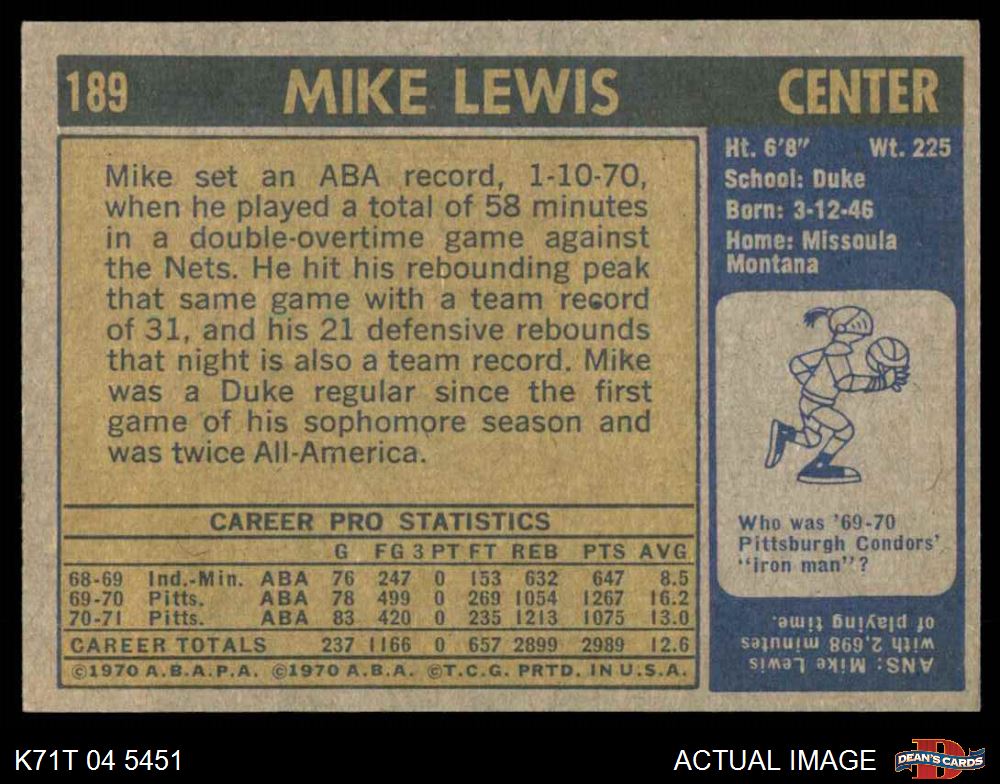 189 MIKE LEWIS CENTER
Mike set an ABA record, 1-10-70,
when he played a total of 58 minutes
in a double-overtime game against
the Nets. He hit his rebounding peak
that same game with a team record
of 31, and his 21 defensive rebounds
that night is also a team record. Mike
was a Duke regular since the first
game of his sophomore season and
was twice All-America.
Ht. 6'8" Wt. 225
School: Duke
Born: 3-12-46
Home: Missoula
Montana
Who was '69-70
Pittsburgh Condors'
"iron man"?
ANS: Mike Lewis
with 2,698 minutes
of playing time.
CAREER PRO STATISTICS
G FG 3PT FT REB PTS AVG
68-69 Ind.-Min. ABA 76 247 0 153 632 647 8.5
69-70 Pitts. ABA 78 499 0 269 1054 1267 16.2
70-71 Pitts. ABA 83 420 0 235 1213 1075 13.0
CAREER TOTALS 237 1166 0 657 2899 2989 12.6
©1970 A.B.A.P.A. ©1970 A.B.A. ©T.C.G. PRTD. IN U.S.A.
K71T 04 5451 ACTUAL IMAGE
D
DEAN'S CARDS